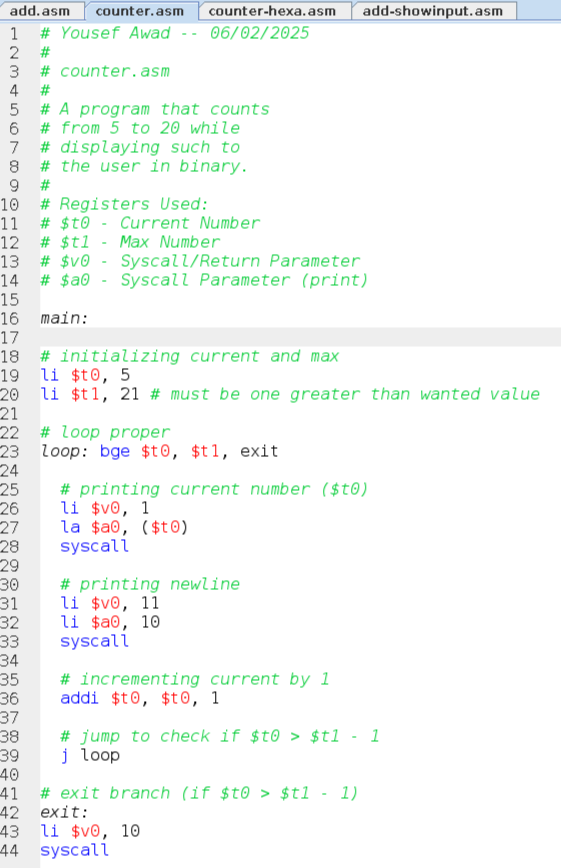 add.asm counter.asm counter-hexa.asm add-showinput.asm
1 # Yousef Awad -- 06/02/2025
2 #
3 # counter.asm
4 #
5 # A program that counts
6 # from 5 to 20 while
7 # displaying such to
8 # the user in binary.
9 #
10 # Registers Used:
11 # $t0 - Current Number
12 # $t1 - Max Number
13 # $v0 - Syscall/Return Parameter
14 # $a0 - Syscall Parameter (print)
15
16 main:
17
18 # initializing current and max
19 li $t0, 5
20 li $t1, 21 # must be one greater than wanted value
21
22 # loop proper
23 loop: bge $t0, $t1, exit
24
25 # printing current number ($t0)
26 li $v0, 1
27 la $a0, ($t0)
28 syscall
29
30 # printing newline
31 li $v0, 11
32 li $a0, 10
33 syscall
34
35 # incrementing current by 1
36 addi $t0, $t0, 1
37
38 # jump to check if $t0 > $t1 - 1
39 j loop
40
41 # exit branch (if $t0 > $t1 - 1)
42 exit:
43 li $v0, 10
44 syscall